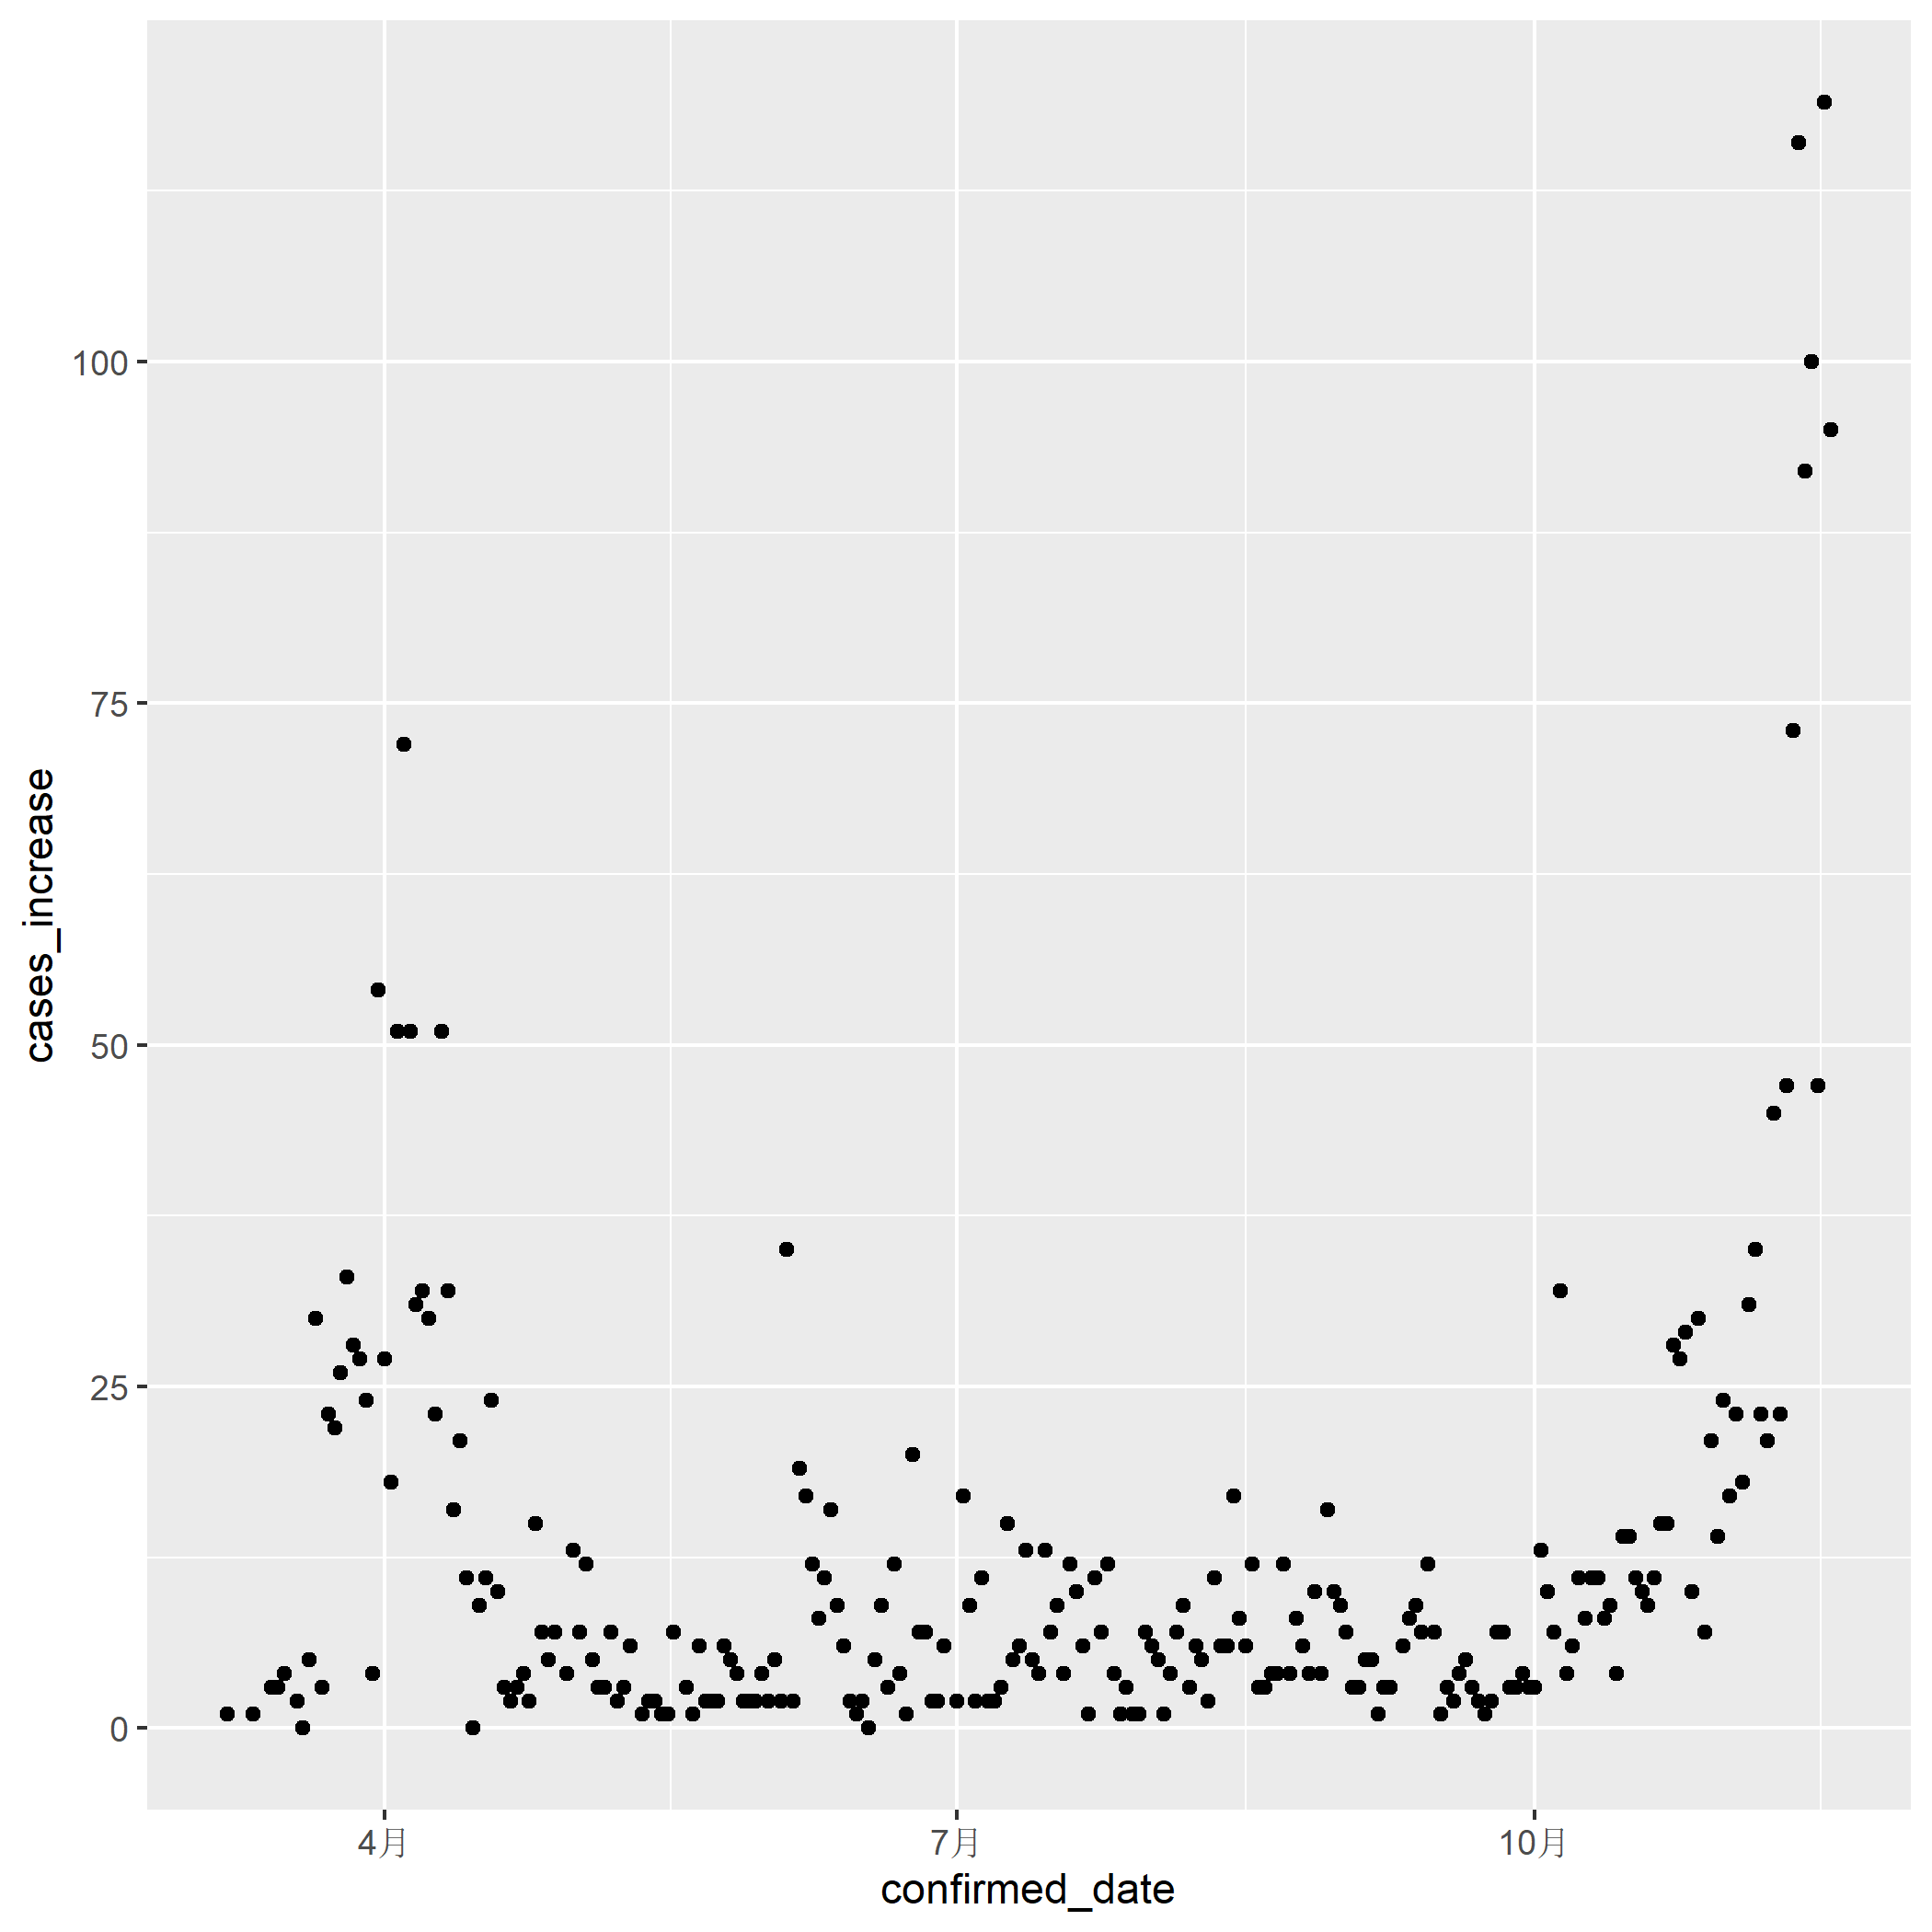 cases_increase
100
75
50
25
0
4月 7月 10月
confirmed_date